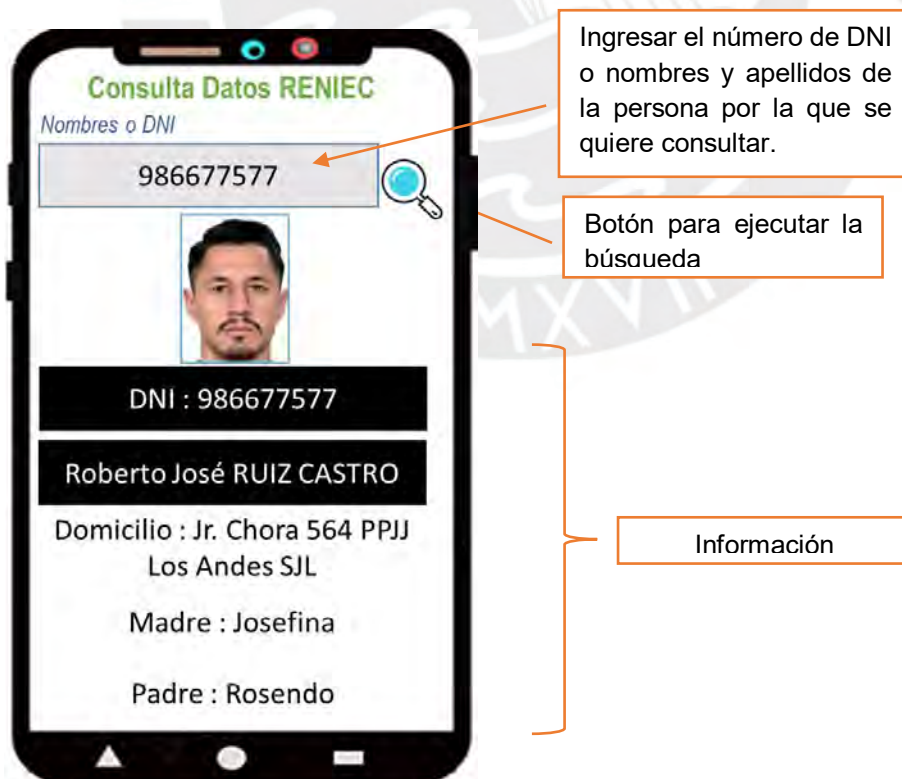 Consulta Datos RENIEC
Nombres o DNI
986677577
DNI : 986677577
Roberto José RUIZ CASTRO
Domicilio : Jr. Chora 564 PPJJ
Los Andes SJL
Madre : Josefina
Padre : Rosendo
Ingresar el número de DNI
o nombres y apellidos de
la persona por la que se
quiere consultar.
Botón para ejecutar la
búsqueda
Información
MXVII